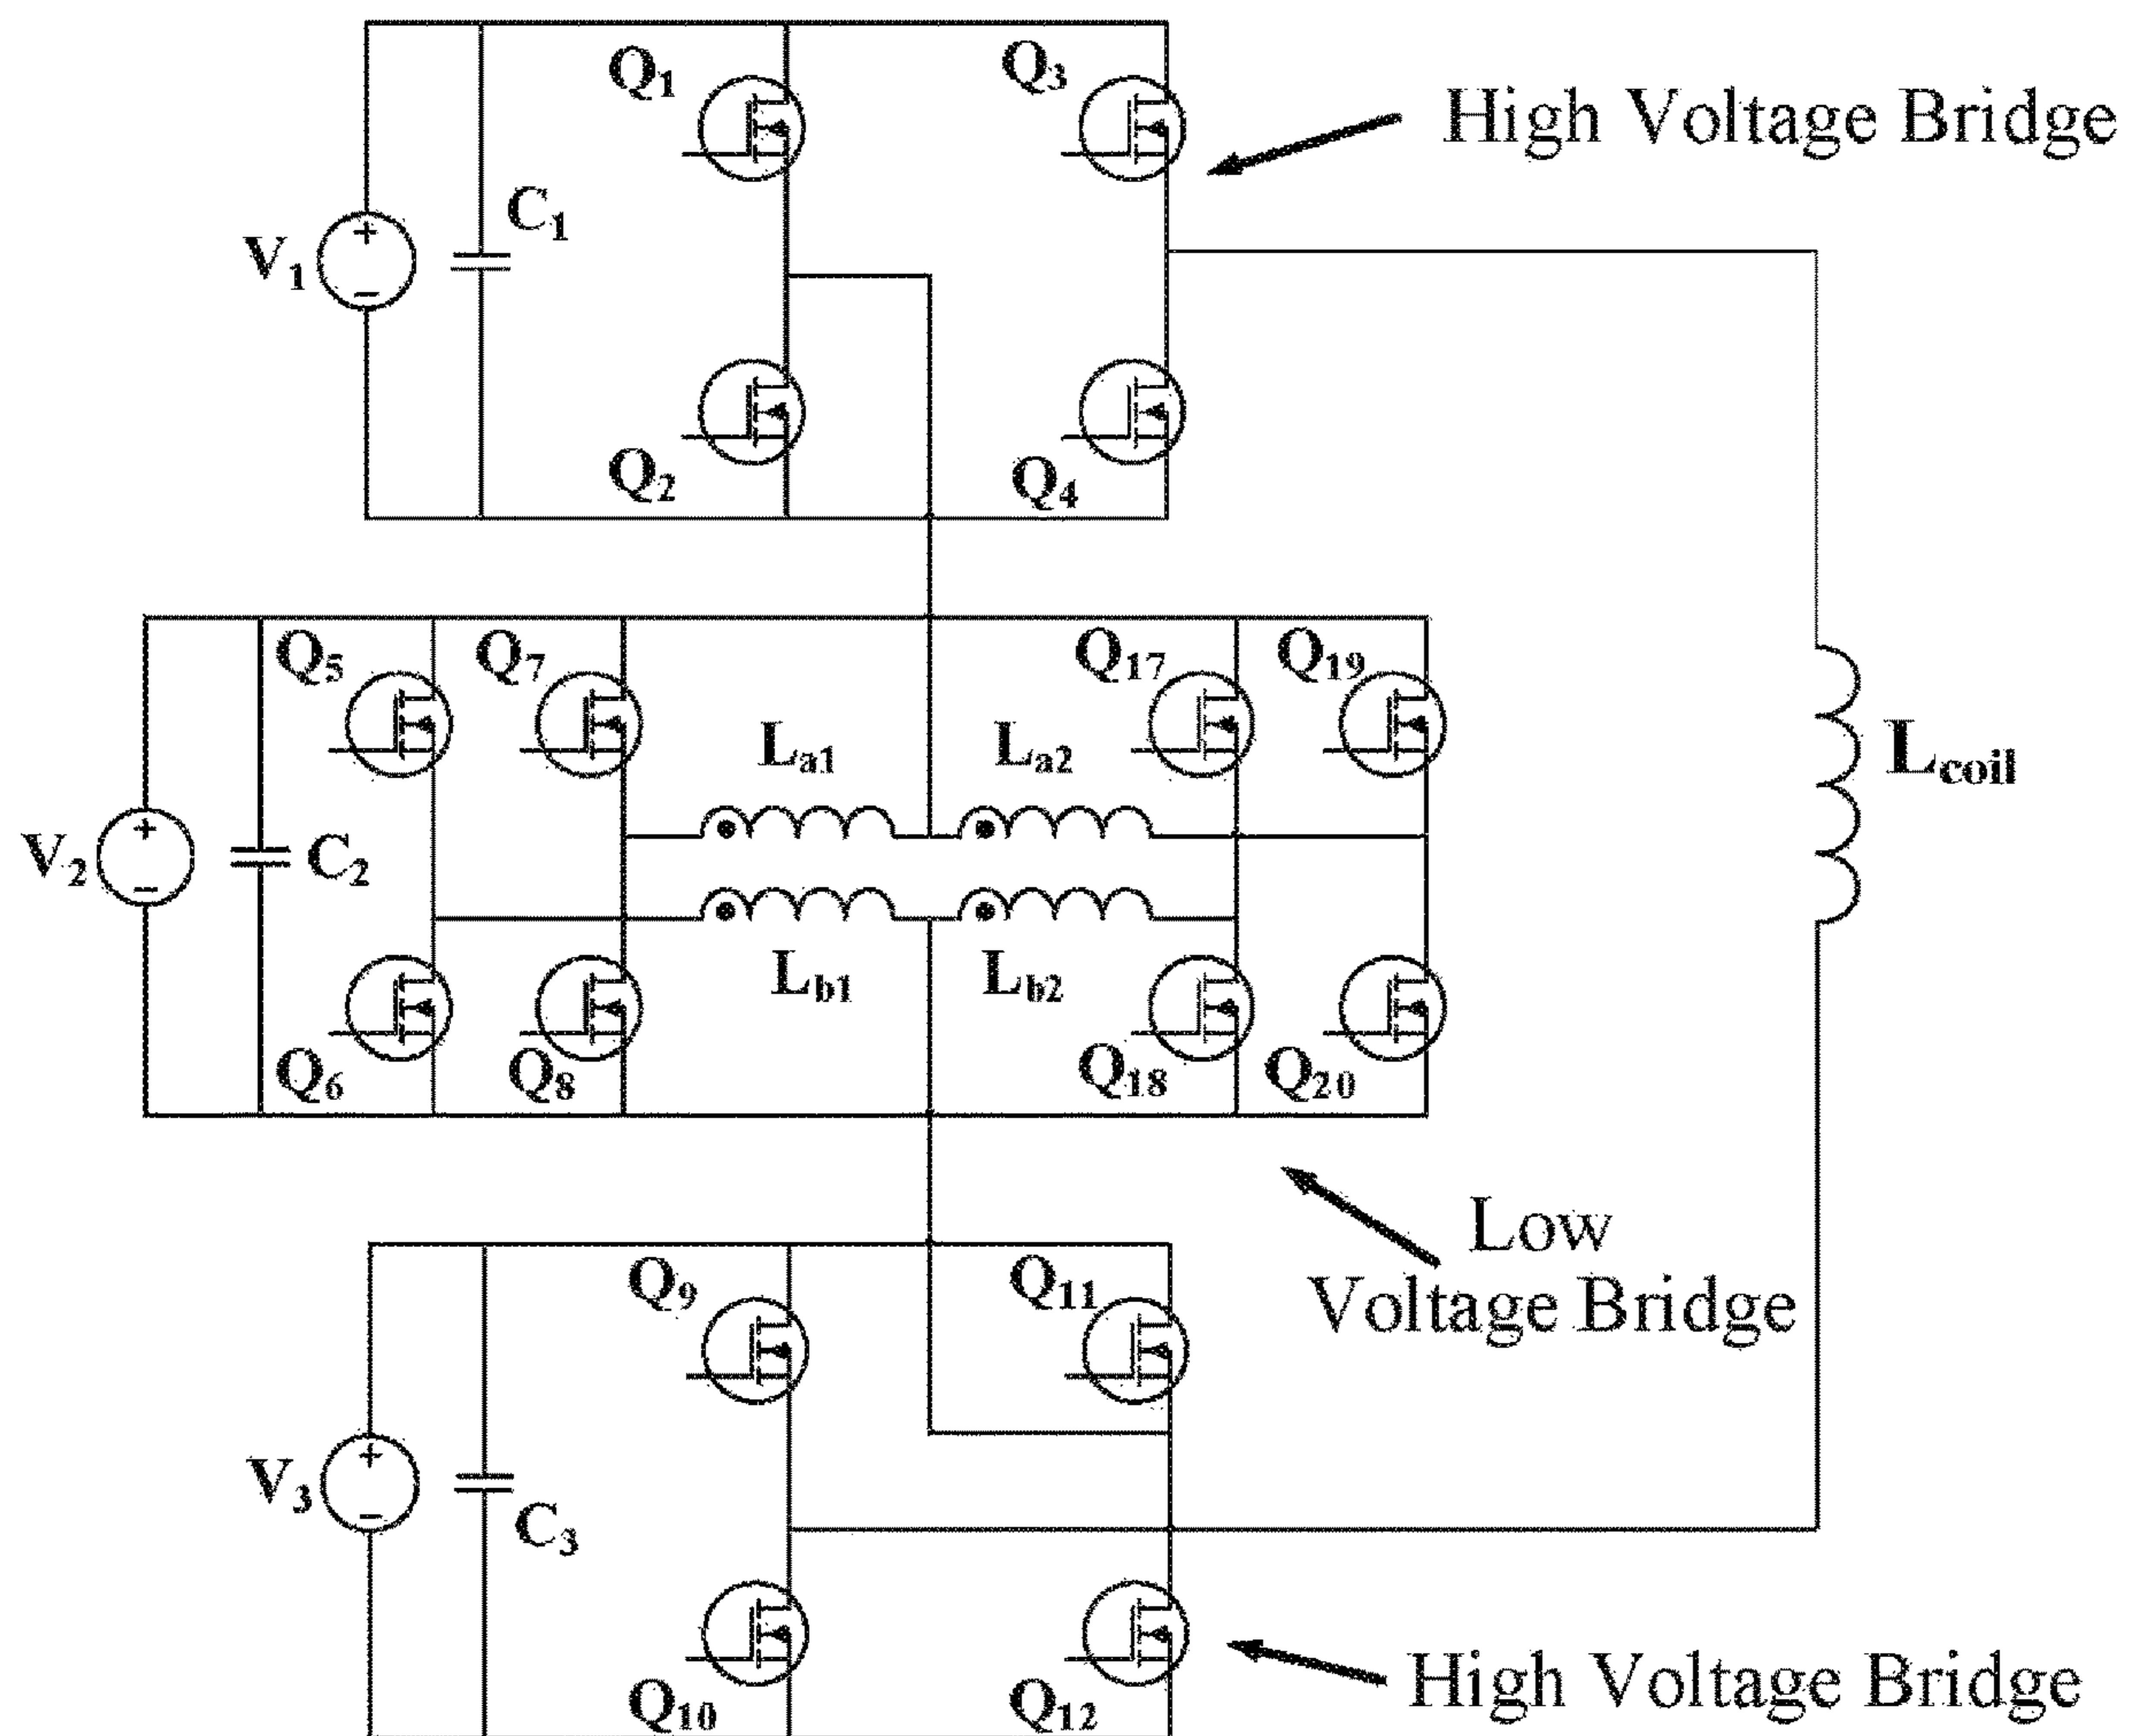 Q1
Q3
High Voltage Bridge
V1
+
−
C1
Q2
Q4
Q5
Q7
Q17
Q19
La1
La2
Lcoil
V2
+
−
C2
Lb1
Lb2
Q6
Q8
Q18
Q20
Low
Voltage Bridge
Q9
Q11
V3
+
−
C3
Q10
Q12
High Voltage Bridge